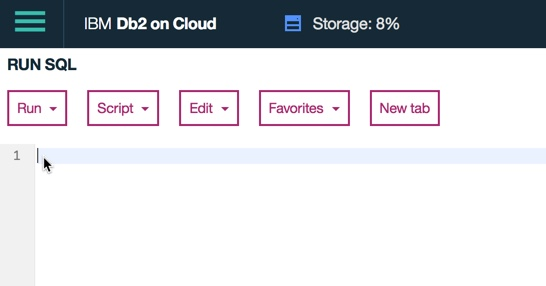 IBM Db2 on Cloud Storage: 8%
RUN SQL
Run Script Edit Favorites New tab
1